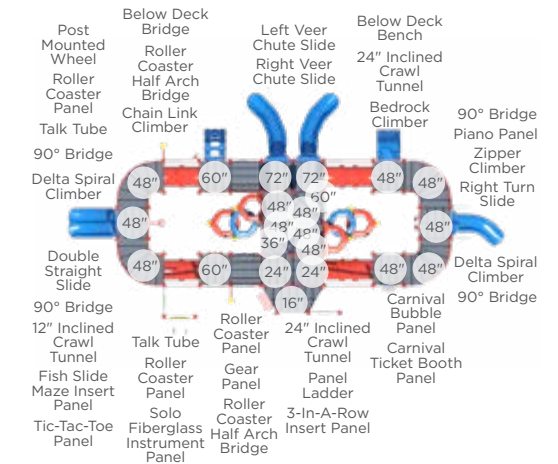 Post
Mounted
Wheel
Roller
Coaster
Panel
Talk Tube
90° Bridge
Delta Spiral
Climber
Below Deck
Bridge
Roller
Coaster
Half Arch
Bridge
Chain Link
Climber
Left Veer
Chute Slide
Right Veer
Chute Slide
Below Deck
Bench
24" Inclined
Crawl
Tunnel
Bedrock
Climber
90° Bridge
Piano Panel
Zipper
Climber
Right Turn
Slide
48"
60"
72"
72"
48"
48"
60"
48"
48"
48"
48"
48"
48"
36"
48"
48"
60"
24"
24"
48"
48"
16"
Double
Straight
Slide
90° Bridge
12" Inclined
Crawl
Tunnel
Fish Slide
Maze Insert
Panel
Tic-Tac-Toe
Panel
Talk Tube
Roller
Coaster
Panel
Solo
Fiberglass
Instrument
Panel
Roller
Coaster
Panel
Gear
Panel
Roller
Coaster
Half Arch
Bridge
24" Inclined
Crawl
Tunnel
Panel
Ladder
3-In-A-Row
Insert Panel
Carnival
Bubble
Panel
Carnival
Ticket Booth
Panel
Delta Spiral
Climber
90° Bridge